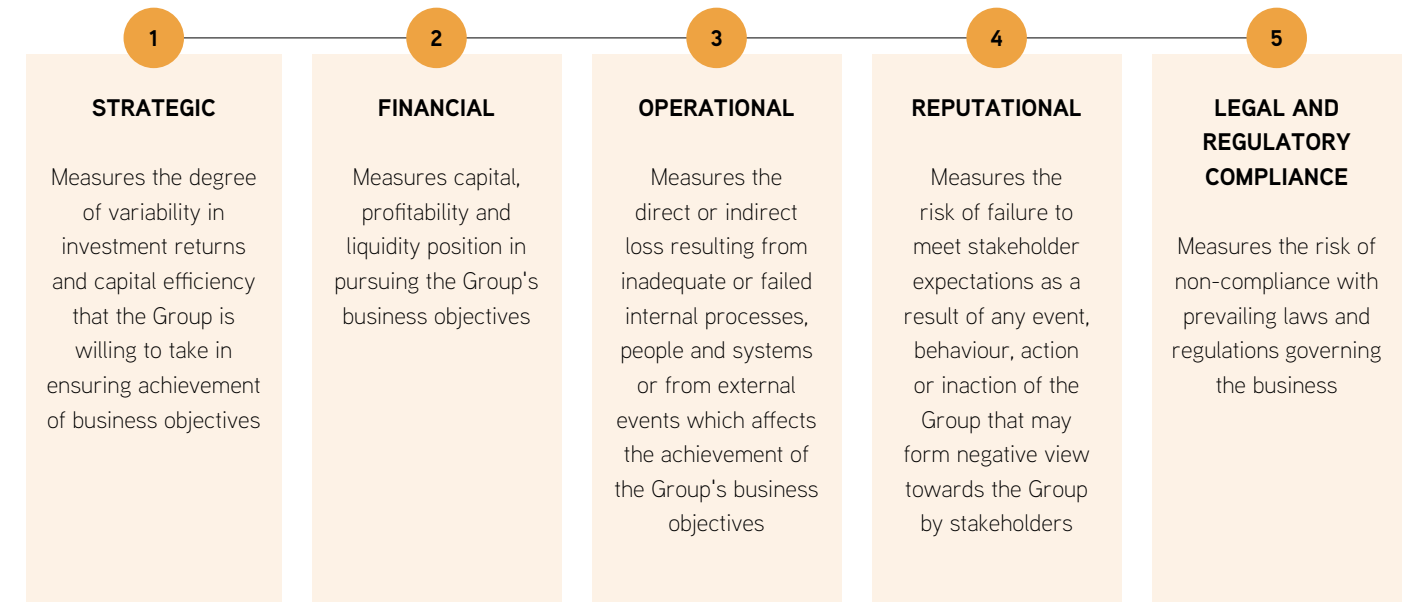 1
STRATEGIC
Measures the degree
of variability in
investment returns
and capital efficiency
that the Group is
willing to take in
ensuring achievement
of business objectives
2
FINANCIAL
Measures capital,
profitability and
liquidity position in
pursuing the Group's
business objectives
3
OPERATIONAL
Measures the
direct or indirect
loss resulting from
inadequate or failed
internal processes,
people and systems
or from external
events which affects
the achievement of
the Group's business
objectives
4
REPUTATIONAL
Measures the
risk of failure to
meet stakeholder
expectations as a
result of any event,
behaviour, action
or inaction of the
Group that may
form negative view
towards the Group
by stakeholders
5
LEGAL AND
REGULATORY
COMPLIANCE
Measures the risk of
non-compliance with
prevailing laws and
regulations governing
the business